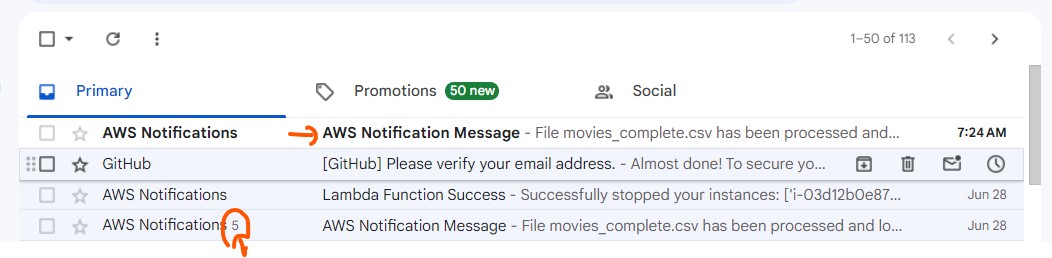 1–50 of 113
Primary Promotions 50 new Social
AWS Notifications AWS Notification Message - File movies_complete.csv has been processed and... 7:24 AM
GitHub [GitHub] Please verify your email address. - Almost done! To secure yo...
AWS Notifications Lambda Function Success - Successfully stopped your instances: ['i-03d12b0e87... Jun 28
AWS Notifications 5 AWS Notification Message - File movies_complete.csv has been processed and lo... Jun 28